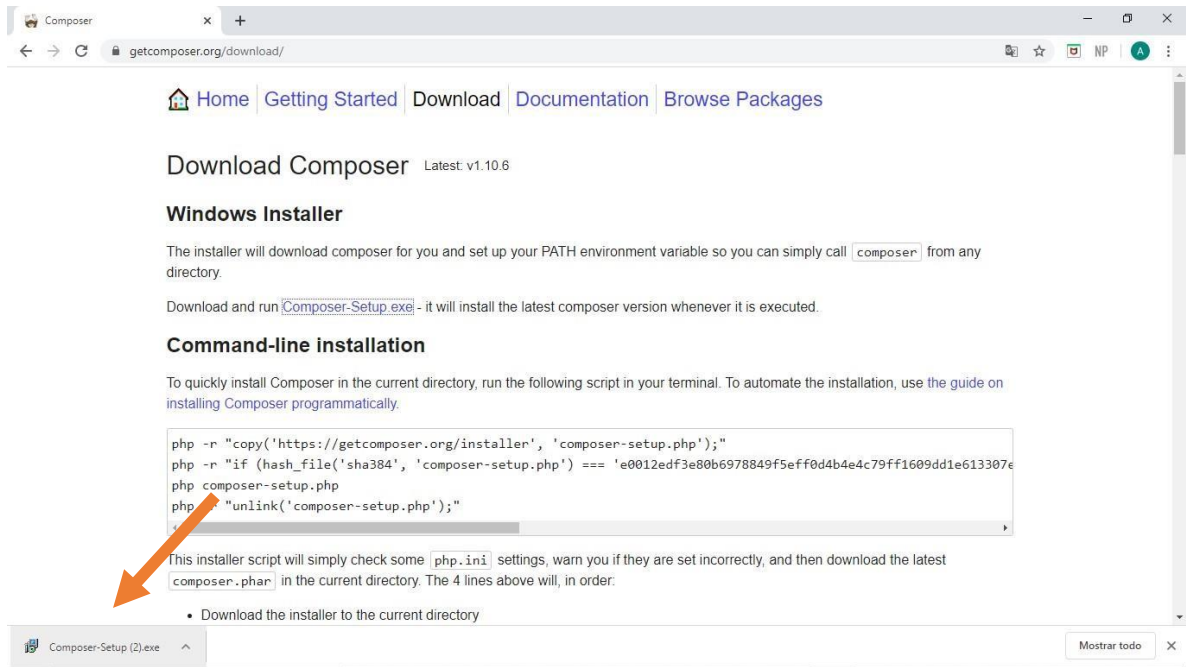 Composer
getcomposer.org/download/
NP
A
Home Getting Started Download Documentation Browse Packages
Download Composer Latest: v1.10.6
Windows Installer
The installer will download composer for you and set up your PATH environment variable so you can simply call composer from any
directory.
Download and run Composer-Setup.exe - it will install the latest composer version whenever it is executed.
Command-line installation
To quickly install Composer in the current directory, run the following script in your terminal. To automate the installation, use the guide on
installing Composer programmatically.
php -r "copy('https://getcomposer.org/installer', 'composer-setup.php');"
php -r "if (hash_file('sha384', 'composer-setup.php') === 'e0012edf3e80b6978849f5eff0d4b4e4c79ff1609dd1e613307e
php composer-setup.php
php "unlink('composer-setup.php');"
This installer script will simply check some php.ini settings, warn you if they are set incorrectly, and then download the latest
composer.phar in the current directory. The 4 lines above will, in order:
• Download the installer to the current directory
Composer-Setup (2).exe
Mostrar todo